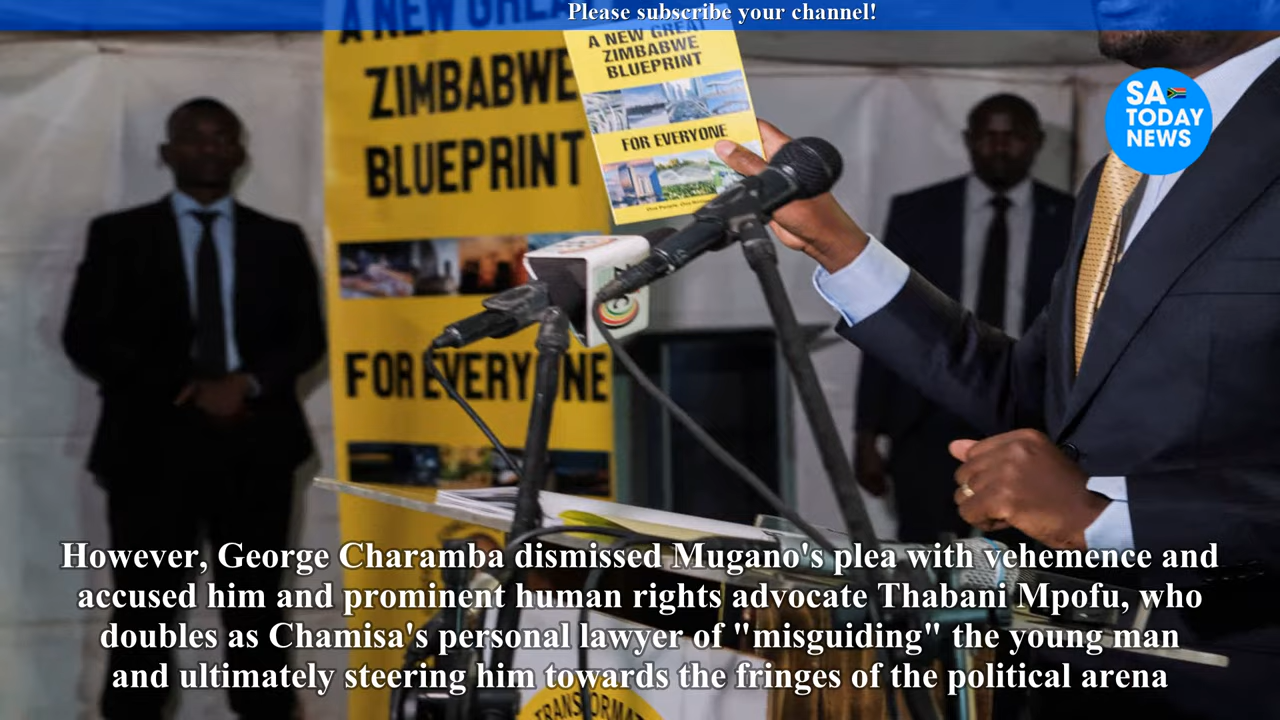 Please subscribe your channel!
A NEW GREAT
ZIMBABWE
BLUEPRINT
FOR EVERYONE
A NEW GREAT
ZIMBABWE
BLUEPRINT
FOR EVERYONE
SA
TODAY
NEWS
However, George Charamba dismissed Mugano's plea with vehemence and
accused him and prominent human rights advocate Thabani Mpofu, who
doubles as Chamisa's personal lawyer of "misguiding" the young man
and ultimately steering him towards the fringes of the political arena